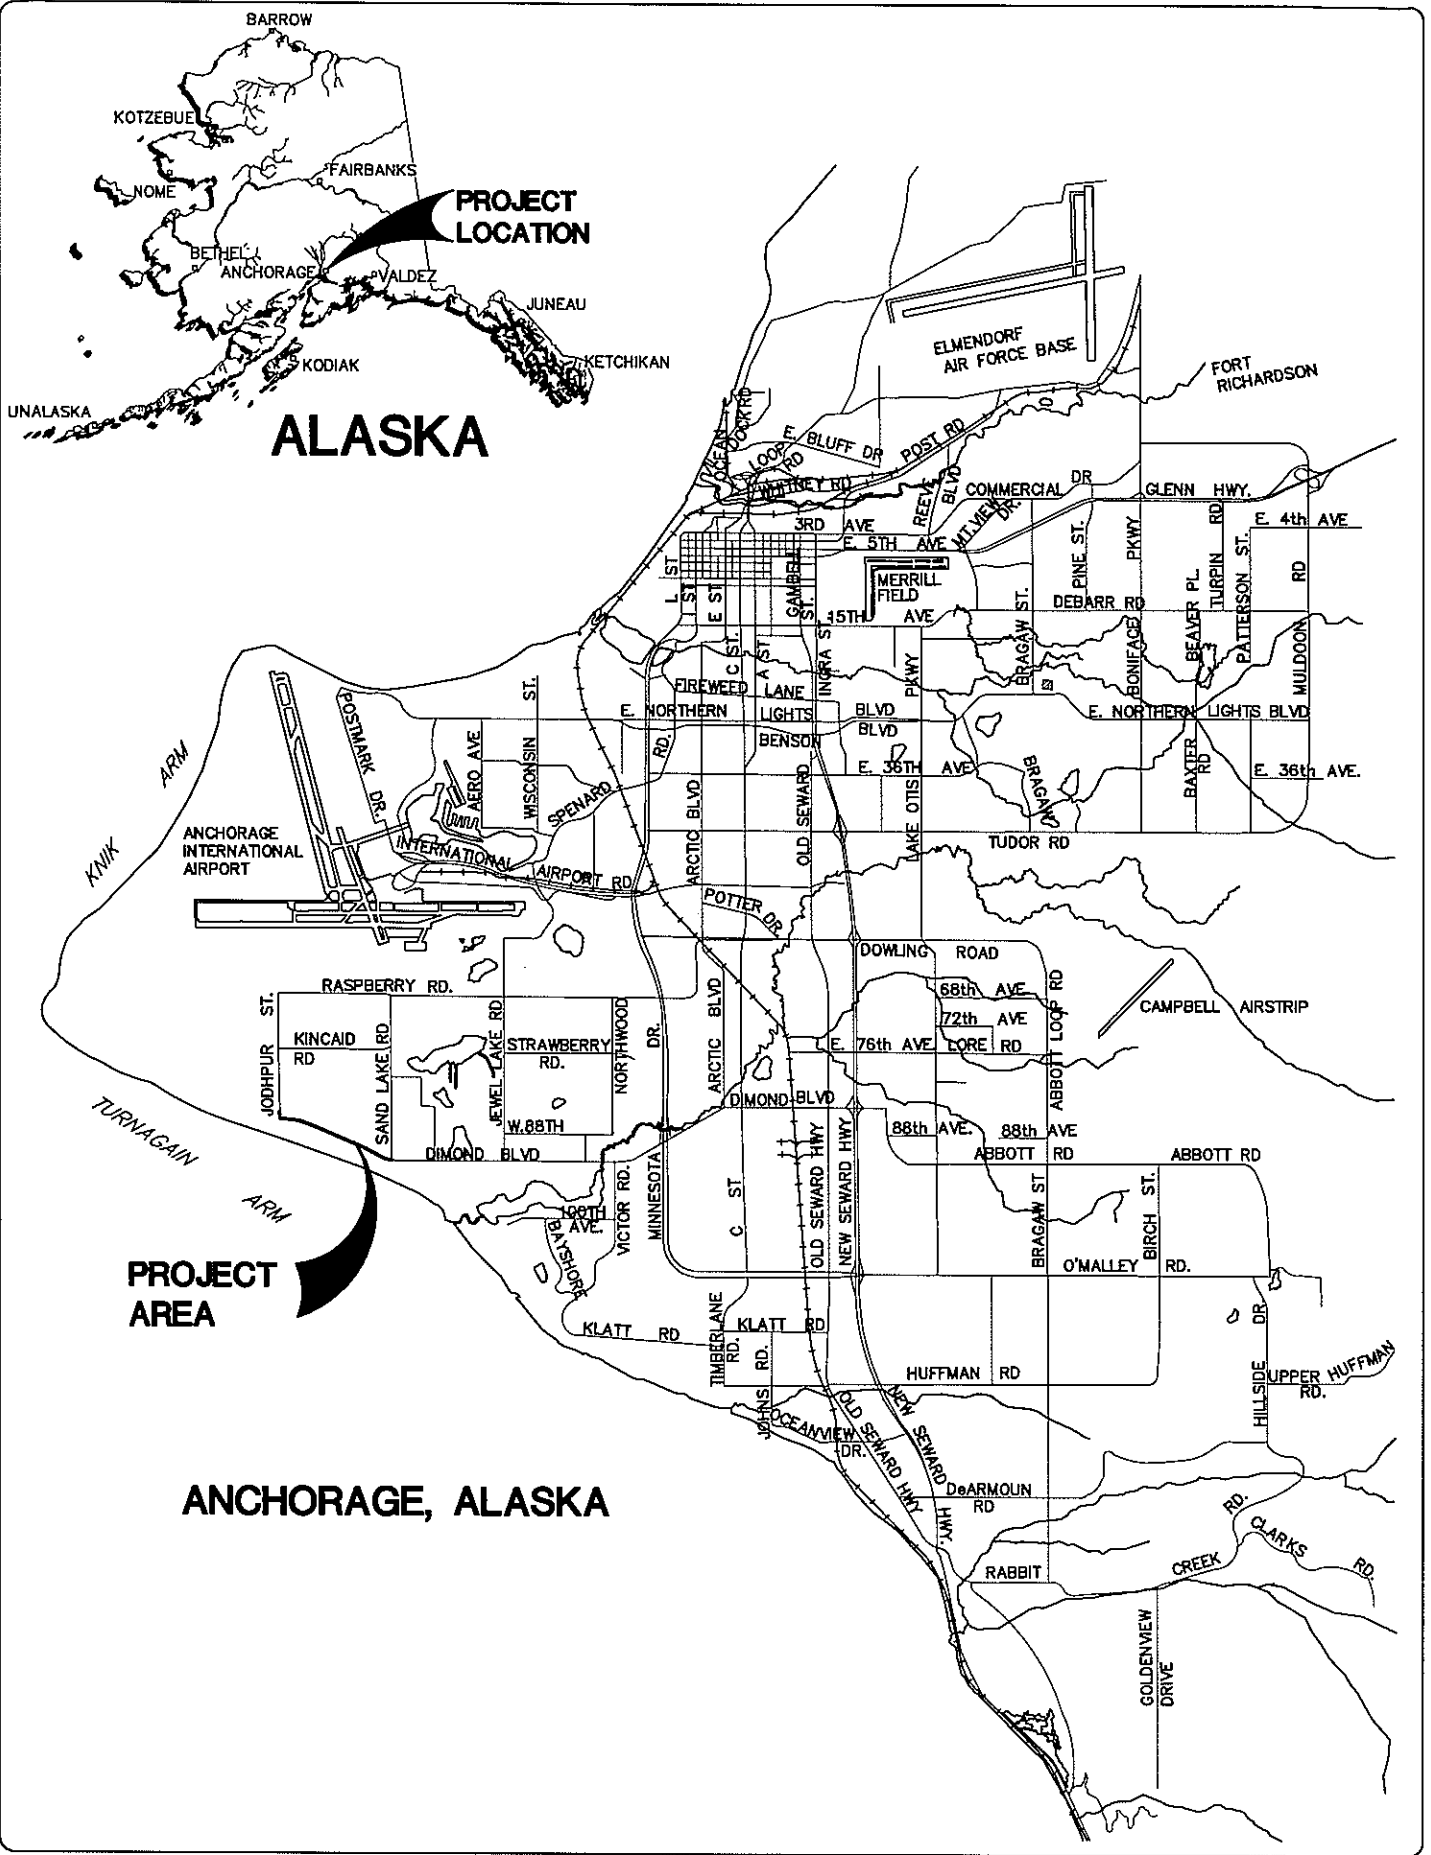 BARROW
KOTZEBUE
FAIRBANKS
NOME
PROJECT
LOCATION
BETHEL
ANCHORAGE
VALDEZ
JUNEAU
KODIAK
KETCHIKAN
UNALASKA
ALASKA
ELMENDORF
AIR FORCE BASE
FORT
RICHARDSON
OCEAN
DOCK RD
E. BLUFF DR
LOOP
RD
POST RD
WHITNEY RD
REEVE
BLVD
COMMERCIAL DR
GLENN HWY.
MT. VIEW
DR.
3RD AVE
E. 5TH AVE
E. 4th AVE
MERRILL
FIELD
L ST
I ST
E ST
GAMBELL
ST.
PINE ST.
PKWY
TURPIN RD
PATTERSON ST.
RD
BEAVER PL.
DEBARR RD
15TH AVE
C ST.
A ST
INGRA ST
PKWY
BRAGAW ST.
BONIFACE
MULDOON
FIREWEED LANE
E. NORTHERN LIGHTS BLVD
BENSON BLVD
E. NORTHERN LIGHTS BLVD
KNIK ARM
POSTMARK DR.
AERO AVE
WISCONSIN ST.
SPENARD RD.
E. 36TH AVE
BRAGAW
BAXTER
RD
E. 36th AVE.
ANCHORAGE
INTERNATIONAL
AIRPORT
INTERNATIONAL AIRPORT RD
ARCTIC BLVD
OLD SEWARD
LAKE OTIS
TUDOR RD
POTTER DR.
DOWLING ROAD
RASPBERRY RD.
68th AVE
72th AVE
CAMPBELL AIRSTRIP
JODHPUR ST.
KINCAID
RD
SAND LAKE RD
JEWEL LAKE RD
STRAWBERRY
RD.
NORTHWOOD
DR.
ARCTIC BLVD
E. 76th AVE
LORE RD
ABBOTT LOOP RD
DIMOND BLVD
W.88TH
88th AVE.
88th AVE
DIMOND BLVD
ABBOTT RD
ABBOTT RD
TURNAGAIN
ARM
MINNESOTA
VICTOR RD.
100TH
AVE.
BAYSHORE
C ST
OLD SEWARD HWY
NEW SEWARD HWY
BRAGAW ST
BIRCH ST.
O'MALLEY RD.
PROJECT
AREA
KLATT RD
TIMBERLANE
RD.
KLATT RD
JOHNS RD.
HUFFMAN RD
HILLSIDE DR
UPPER HUFFMAN
RD.
OCEANVIEW
DR.
OLD SEWARD HWY
NEW SEWARD HWY.
ANCHORAGE, ALASKA
DeARMOUN
RD
RABBIT CREEK RD.
CLARKS RD.
GOLDENVIEW
DRIVE